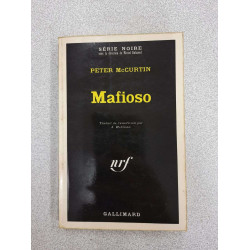 SÉRIE NOIRE
PETER McCURTIN
Mafioso
nrf
GALLIMARD